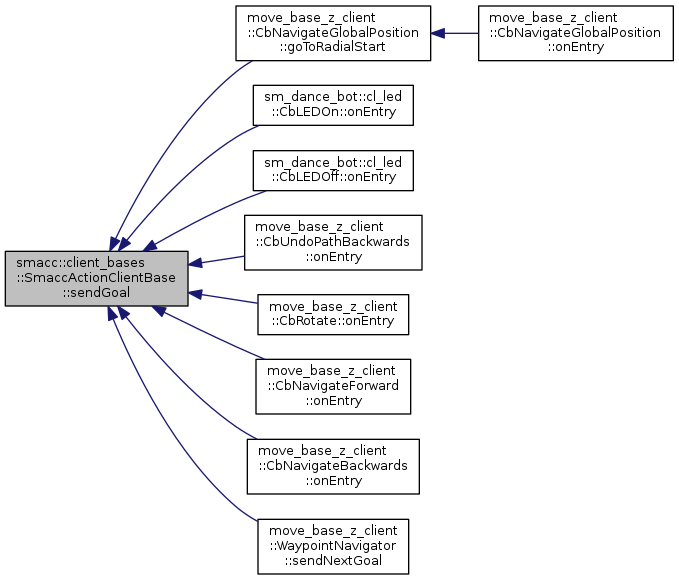 move_base_z_client
::CbNavigateGlobalPosition
::goToRadialStart
move_base_z_client
::CbNavigateGlobalPosition
::onEntry
sm_dance_bot::cl_led
::CbLEDOn::onEntry
sm_dance_bot::cl_led
::CbLEDOff::onEntry
move_base_z_client
::CbUndoPathBackwards
::onEntry
smacc::client_bases
::SmaccActionClientBase
::sendGoal
move_base_z_client
::CbRotate::onEntry
move_base_z_client
::CbNavigateForward
::onEntry
move_base_z_client
::CbNavigateBackwards
::onEntry
move_base_z_client
::WaypointNavigator
::sendNextGoal